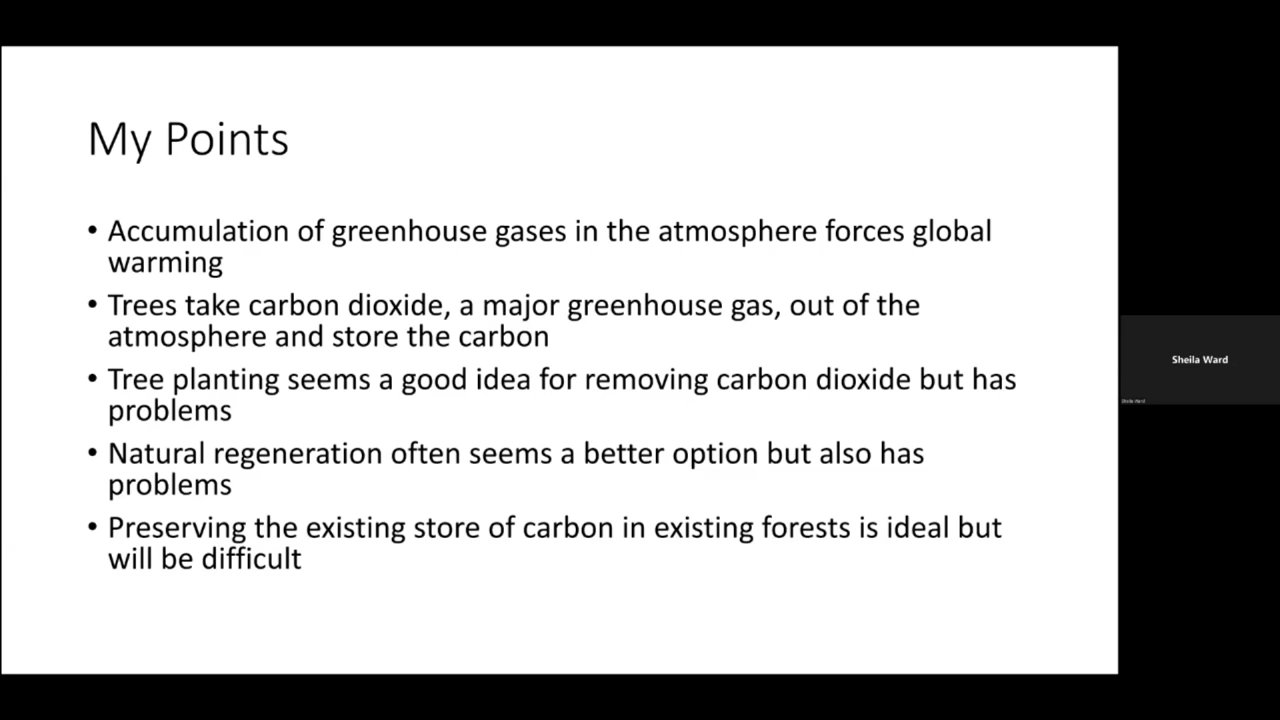 My Points
• Accumulation of greenhouse gases in the atmosphere forces global
warming
• Trees take carbon dioxide, a major greenhouse gas, out of the
atmosphere and store the carbon
• Tree planting seems a good idea for removing carbon dioxide but has
problems
• Natural regeneration often seems a better option but also has
problems
• Preserving the existing store of carbon in existing forests is ideal but
will be difficult
Sheila Ward
Sheila Ward